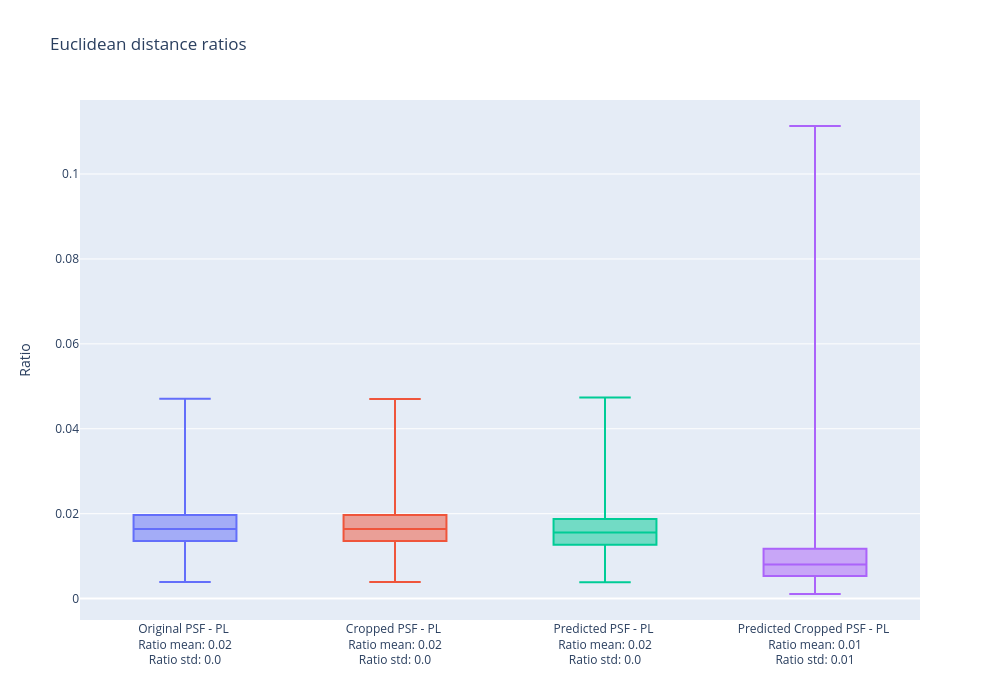 Euclidean distance ratios
Ratio
0.1
0.08
0.06
0.04
0.02
0
Original PSF - PL
Ratio mean: 0.02
Ratio std: 0.0
Cropped PSF - PL
Ratio mean: 0.02
Ratio std: 0.0
Predicted PSF - PL
Ratio mean: 0.02
Ratio std: 0.0
Predicted Cropped PSF - PL
Ratio mean: 0.01
Ratio std: 0.01